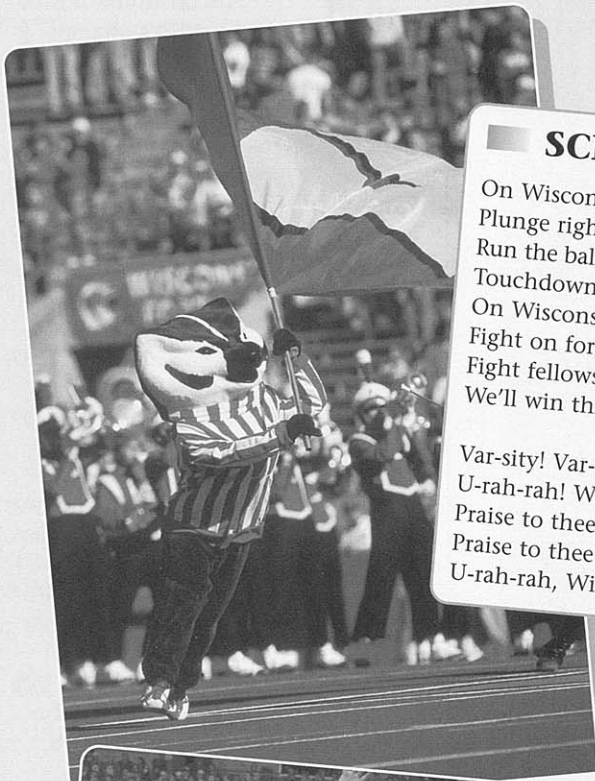 SC
On Wiscon
Plunge righ
Run the bal
Touchdown
On Wiscons
Fight on for
Fight fellows
We'll win th
Var-sity! Var-
U-rah-rah! W
Praise to thee
Praise to thee
U-rah-rah, Wi